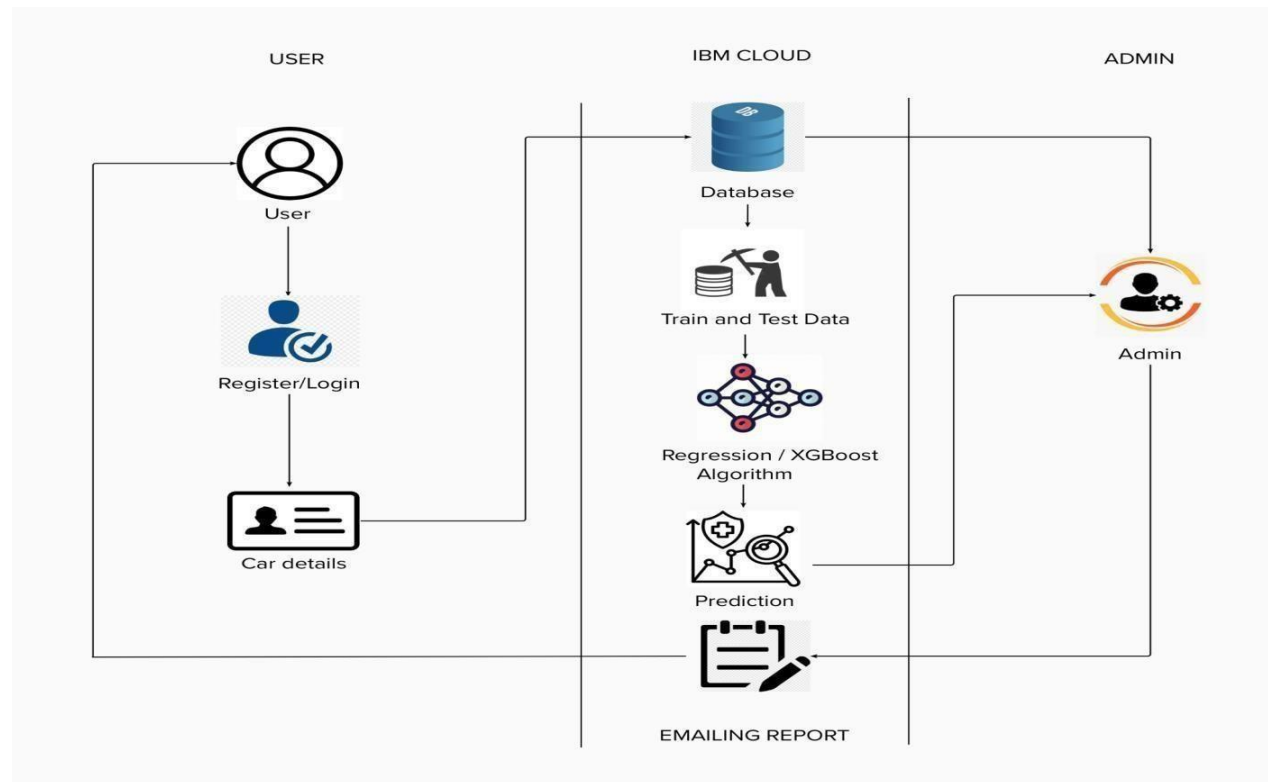 USER
IBM CLOUD
ADMIN
DB
User
Register/Login
Car details
Database
Train and Test Data
Regression / XGBoost
Algorithm
Prediction
EMAILING REPORT
Admin